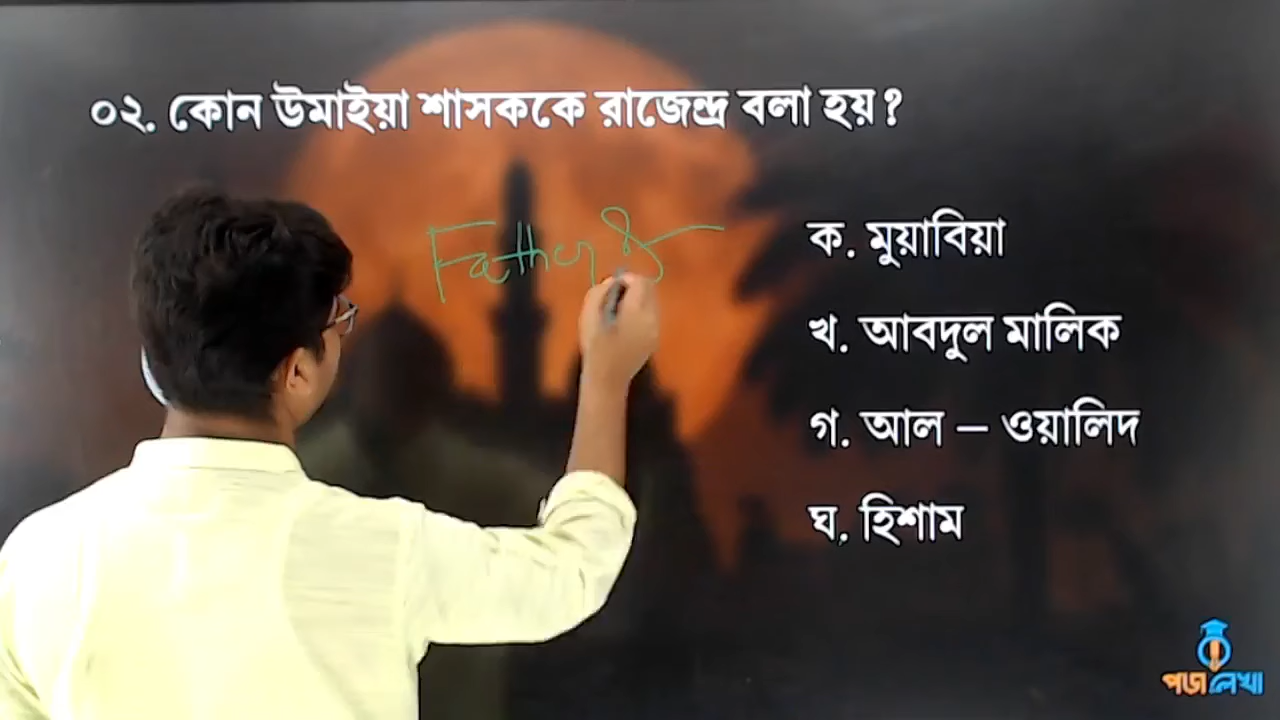 ০২. কোন উমাইয়া শাসককে রাজেন্দ্র বলা হয়?
Father of
ক. মুয়াবিয়া
খ. আবদুল মালিক
গ. আল – ওয়ালিদ
ঘ. হিশাম
পড়ালেখা